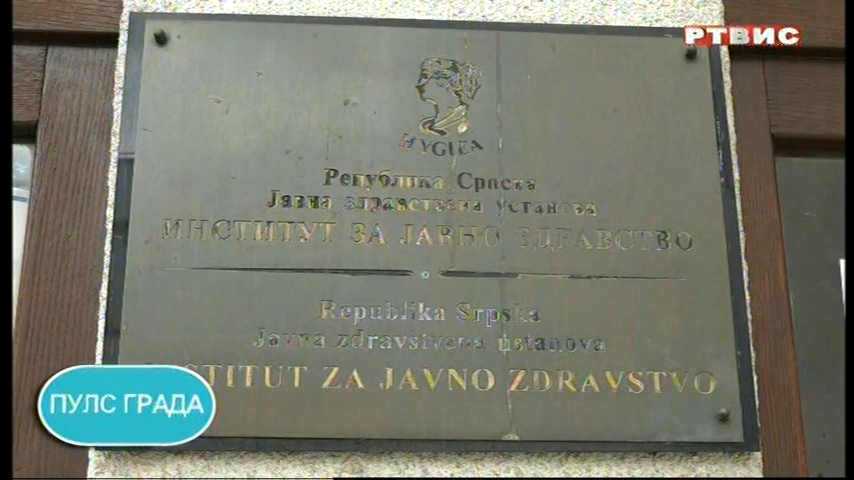 РТВИС
HYGIEA
Република Српска
Јавна здравствена установа
ИНСТИТУТ ЗА ЈАВНО ЗДРАВСТВО
Republika Srpska
Javna zdravstvena ustanova
STITUT ZA JAVNO ZDRAVSTVO
ПУЛС ГРАДА